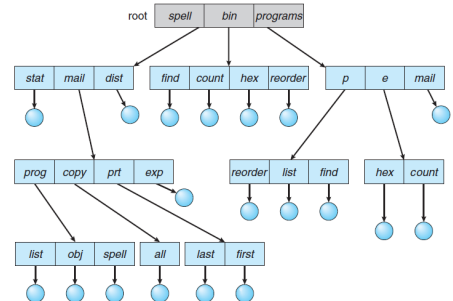 root spell bin programs
stat mail dist find count hex reorder p e mail
prog copy prt exp reorder list find hex count
list obj spell all last first